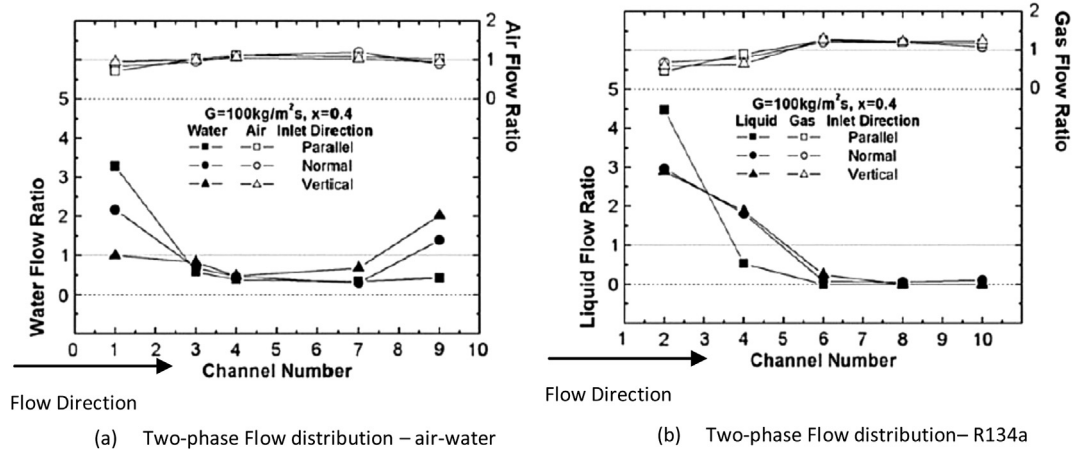 2
1
0
Air Flow Ratio
5
4
3
2
1
0
Water Flow Ratio
G=100kg/m²s, x=0.4
Water Air Inlet Direction
Parallel
Normal
Vertical
0 1 2 3 4 5 6 7 8 9 10
Channel Number
Flow Direction
(a) Two-phase Flow distribution – air-water
2
1
0
Gas Flow Ratio
5
4
3
2
1
0
Liquid Flow Ratio
G=100kg/m²s, x=0.4
Liquid Gas Inlet Direction
Parallel
Normal
Vertical
1 2 3 4 5 6 7 8 9 10 11
Channel Number
Flow Direction
(b) Two-phase Flow distribution– R134a